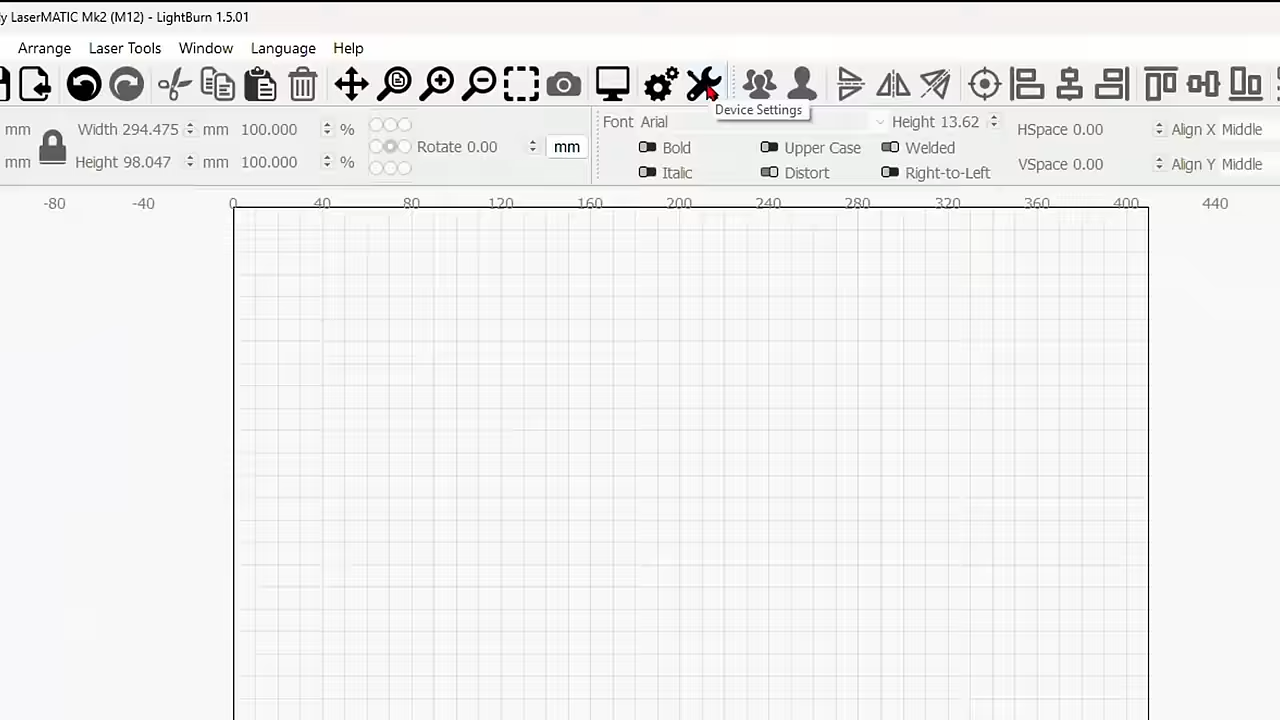 y LaserMATIC Mk2 (M12) - LightBurn 1.5.01
Arrange Laser Tools Window Language Help
Device Settings
mm Width 294.475 mm 100.000 %
mm Height 98.047 mm 100.000 %
Rotate 0.00 mm
Font Arial Height 13.62
Bold Upper Case Welded
Italic Distort Right-to-Left
HSpace 0.00 Align X Middle
VSpace 0.00 Align Y Middle
-80 -40 0 40 80 120 160 200 240 280 320 360 400 440